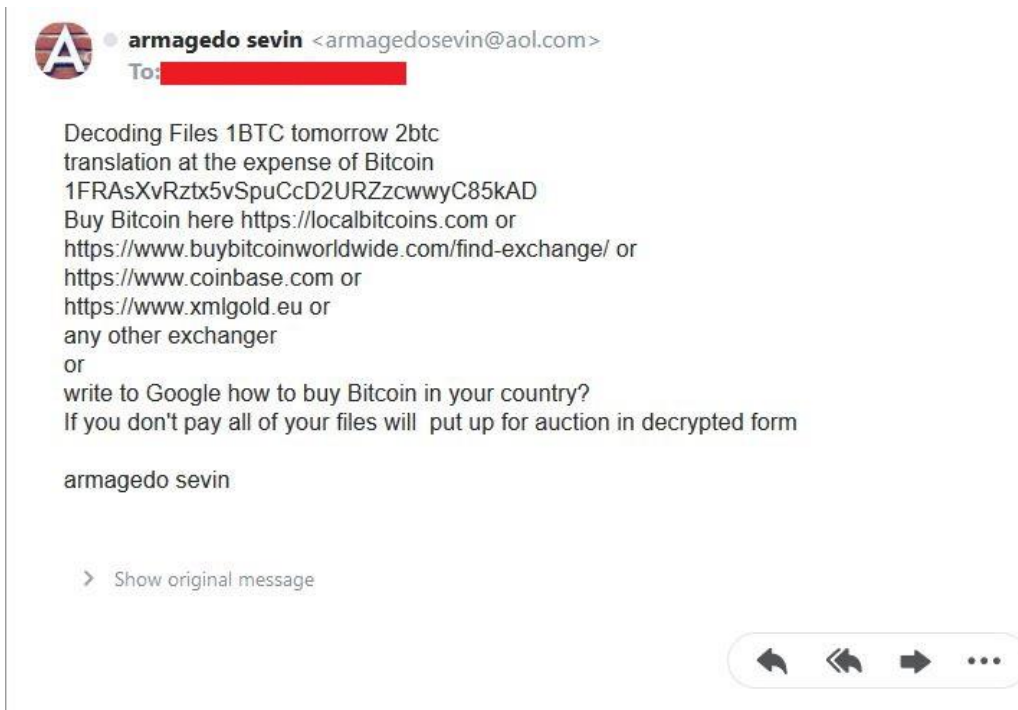 A
armagedo sevin <armagedosevin@aol.com>
To:
Decoding Files 1BTC tomorrow 2btc
translation at the expense of Bitcoin
1FRAsXvRztx5vSpuCcD2URZzcwwyC85kAD
Buy Bitcoin here https://localbitcoins.com or
https://www.buybitcoinworldwide.com/find-exchange/ or
https://www.coinbase.com or
https://www.xmlgold.eu or
any other exchanger
or
write to Google how to buy Bitcoin in your country?
If you don't pay all of your files will  put up for auction in decrypted form
armagedo sevin
Show original message